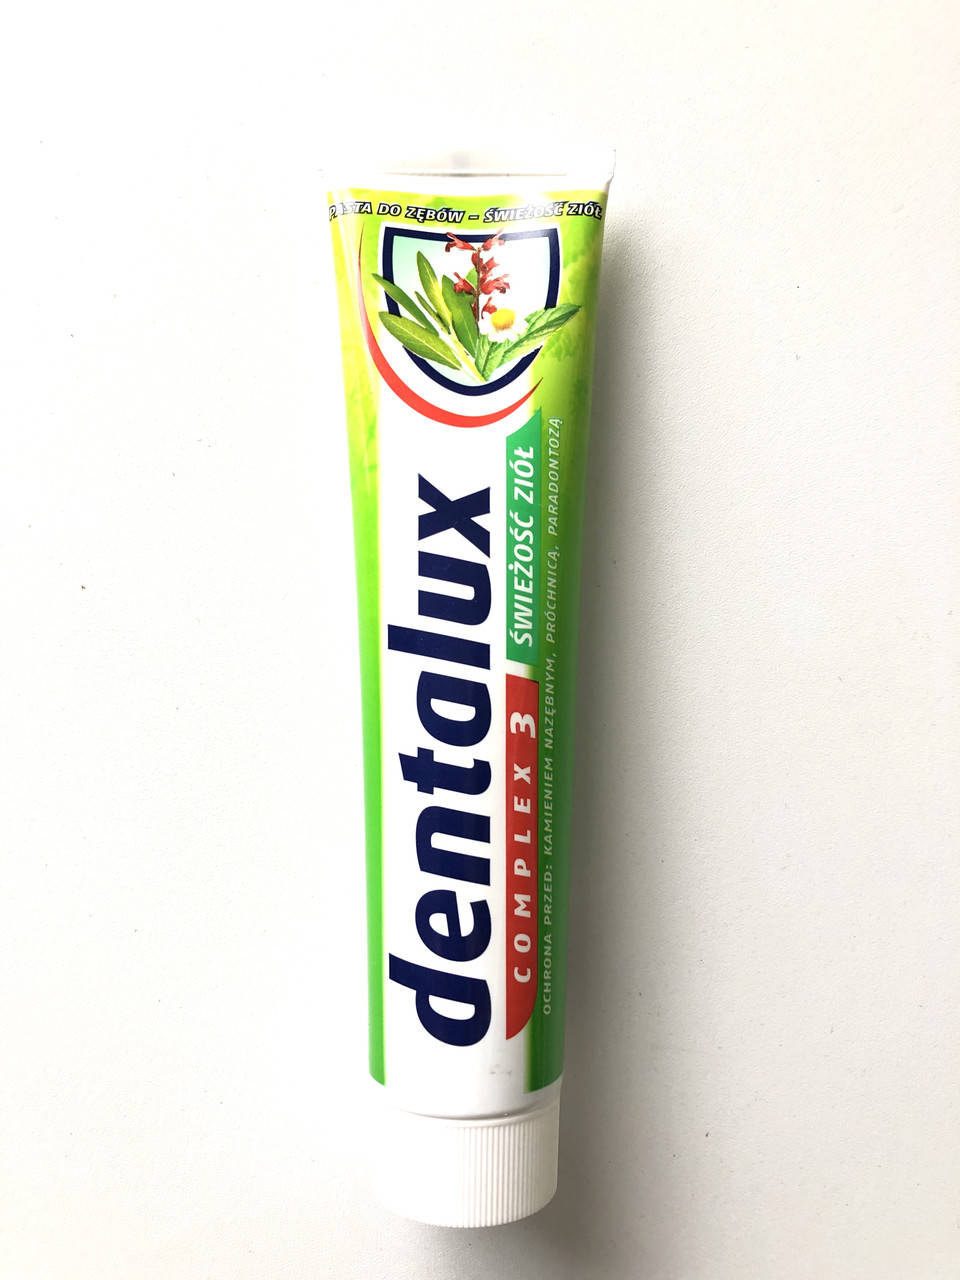 PASTA DO ZĘBÓW – ŚWIEŻOŚĆ ZIÓŁ
dentalux
COMPLEX 3
ŚWIEŻOŚĆ ZIÓŁ
OCHRONA PRZED: KAMIENIEM NAZĘBNYM, PRÓCHNICĄ, PARADONTOZĄ